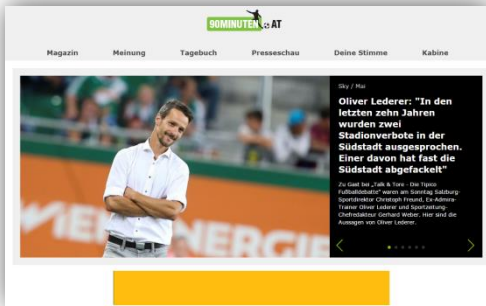 90MINUTEN.AT
Magazin Meinung Tagebuch Presseschau Deine Stimme Kabine
Sky / Mai
Oliver Lederer: "In den
letzten zehn Jahren
wurden zwei
Stadionverbote in der
Südstadt ausgesprochen.
Einer davon hat fast die
Südstadt abgefackelt"
Zu Gast bei „Talk & Tore - Die Tipico
Fußballdebatte" waren am Sonntag Salzburg-
Sportdirektor Christoph Freund, Ex-Admira-
Trainer Oliver Lederer und Sportzeitung-
Chefredakteur Gerhard Weber. Hier sind die
Aussagen von Oliver Lederer.
WIE
NERGIE